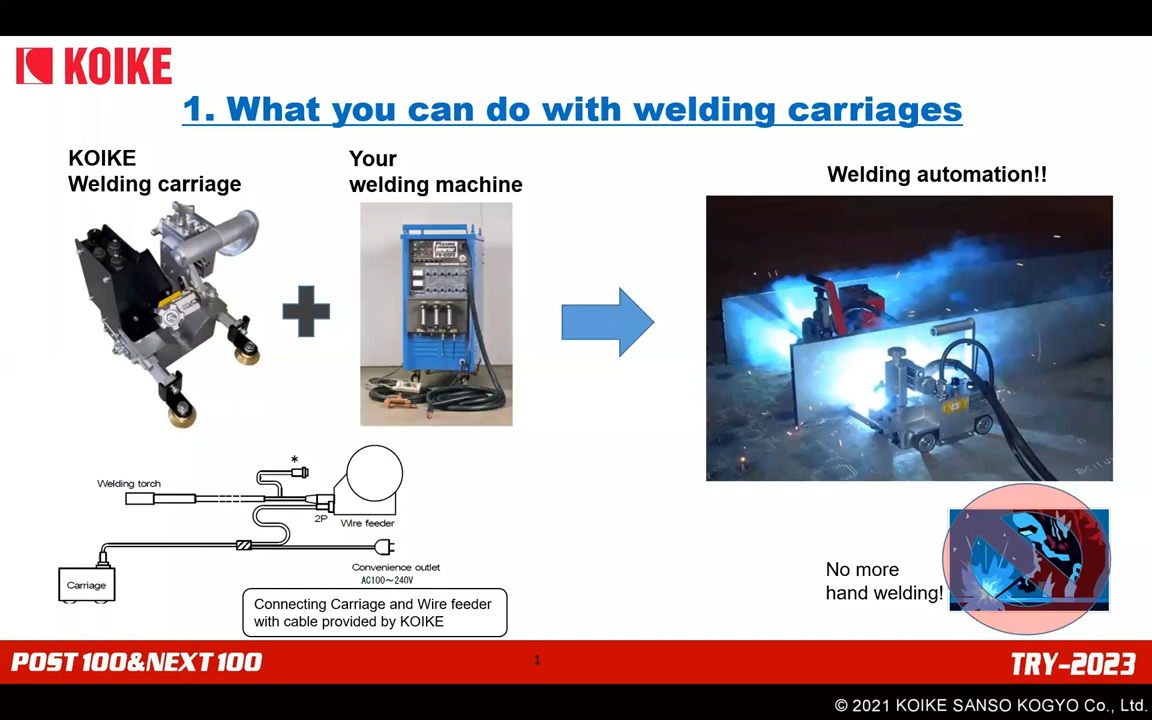 KOIKE
1. What you can do with welding carriages
KOIKE
Welding carriage
Your
welding machine
Welding automation!!
Welding torch
*
2P
Wire feeder
Carriage
Convenience outlet
AC100～240V
Connecting Carriage and Wire feeder
with cable provided by KOIKE
No more
hand welding!
POST 100&NEXT 100
1
TRY-2023
© 2021 KOIKE SANSO KOGYO Co., Ltd.